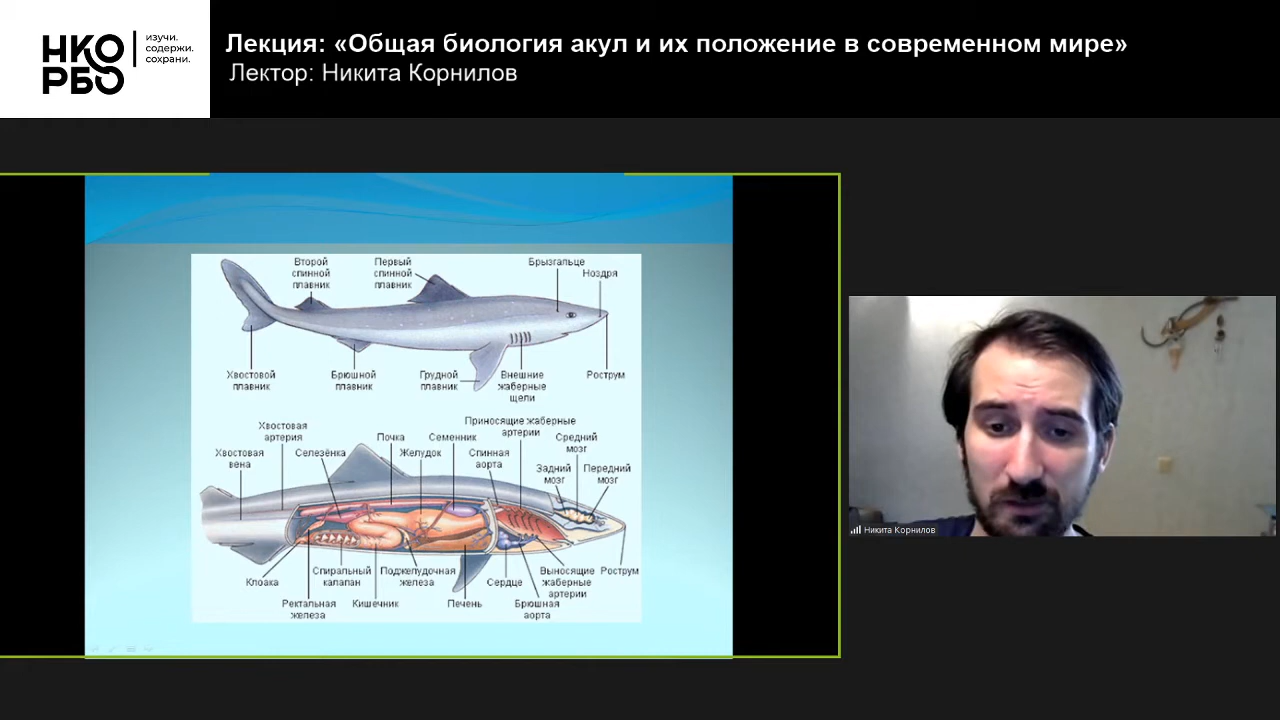 НКО
РБО
изучи.
содержи.
сохрани.
Лекция: «Общая биология акул и их положение в современном мире»
Лектор: Никита Корнилов
Второй
спинной
плавник
Первый
спинной
плавник
Брызгальце
Ноздря
Хвостовой
плавник
Брюшной
плавник
Грудной
плавник
Внешние
жаберные
щели
Рострум
Хвостовая
вена
Хвостовая
артерия
Селезёнка
Почка
Желудок
Семенник
Спинная
аорта
Приносящие жаберные
артерии
Средний
мозг
Задний
мозг
Передний
мозг
Клоака
Ректальная
железа
Спиральный
калапан
Кишечник
Поджелудочная
железа
Печень
Сердце
Брюшная
аорта
Выносящие
жаберные
артерии
Рострум
Никита Корнилов